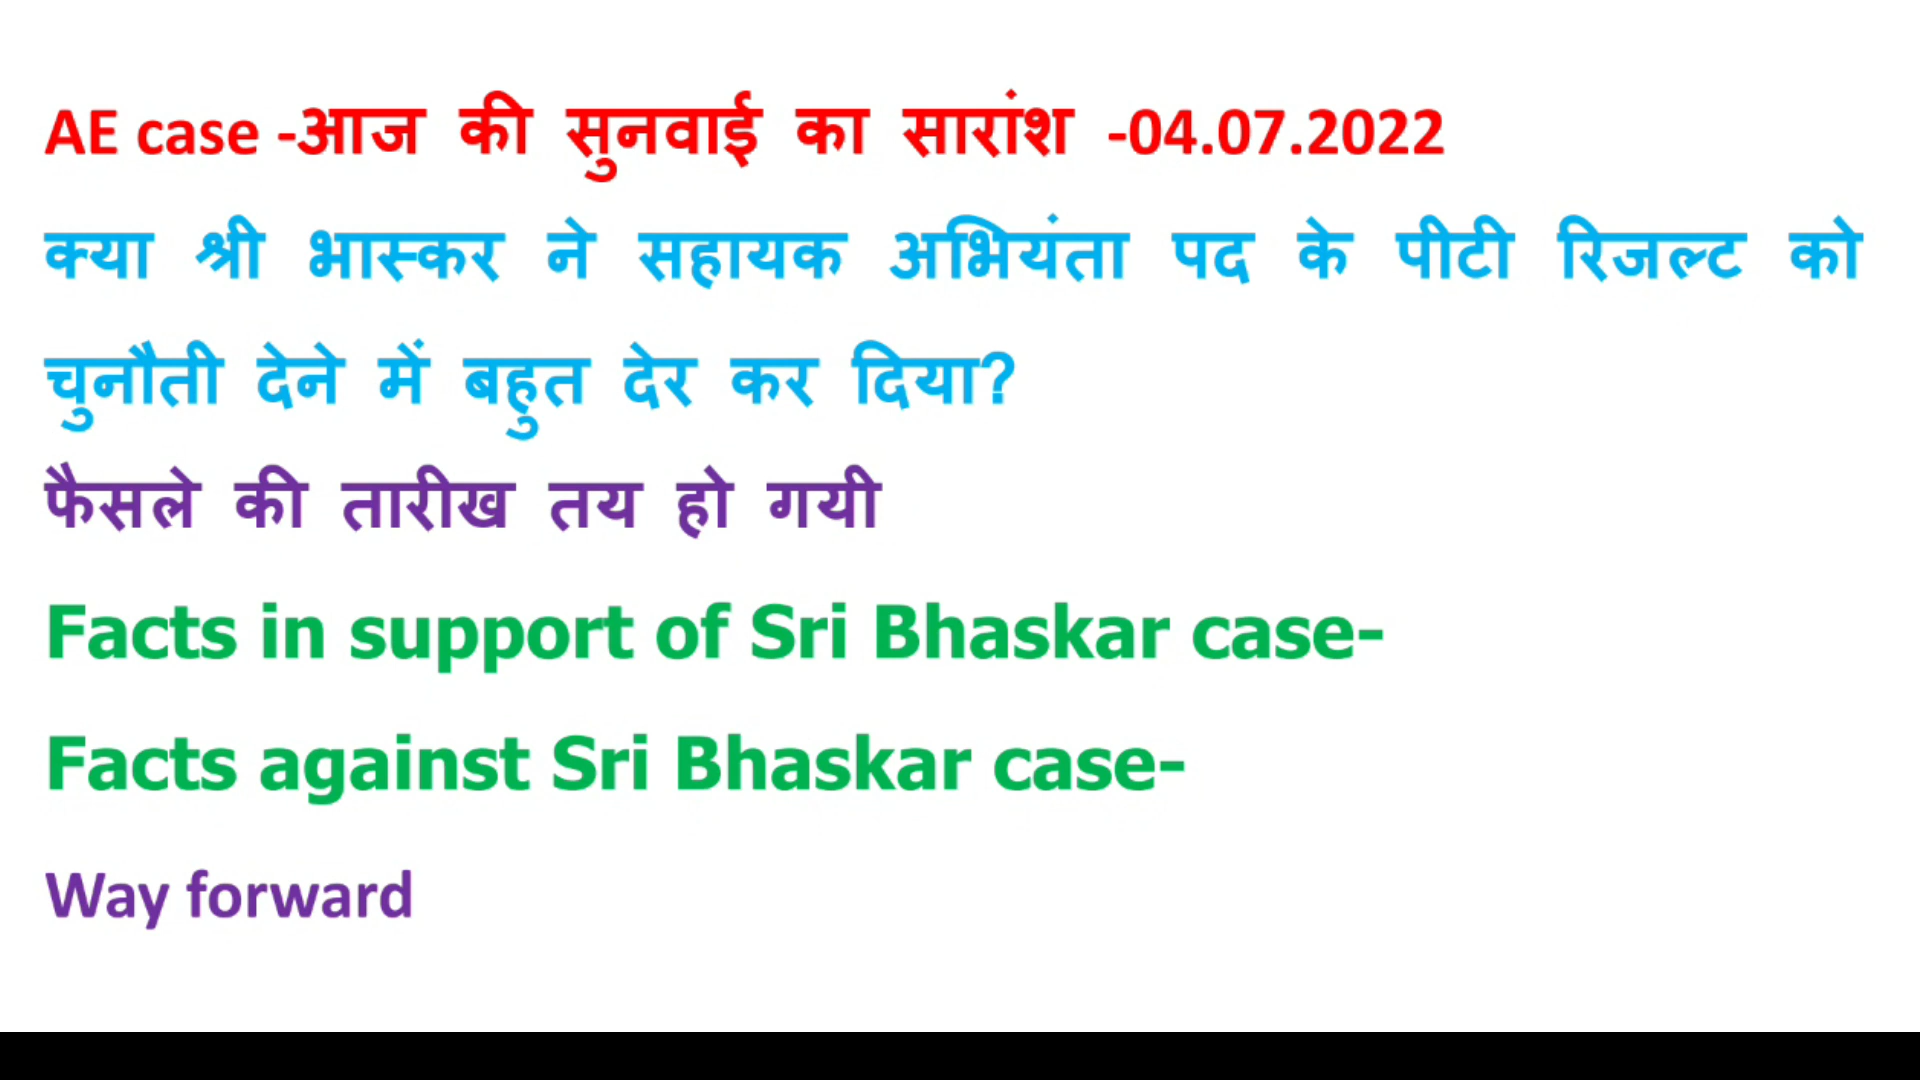 AE case -आज की सुनवाई का सारांश -04.07.2022
क्या श्री भास्कर ने सहायक अभियंता पद के पीटी रिजल्ट को
चुनौती देने में बहुत देर कर दिया?
फैसले की तारीख तय हो गयी
Facts in support of Sri Bhaskar case-
Facts against Sri Bhaskar case-
Way forward